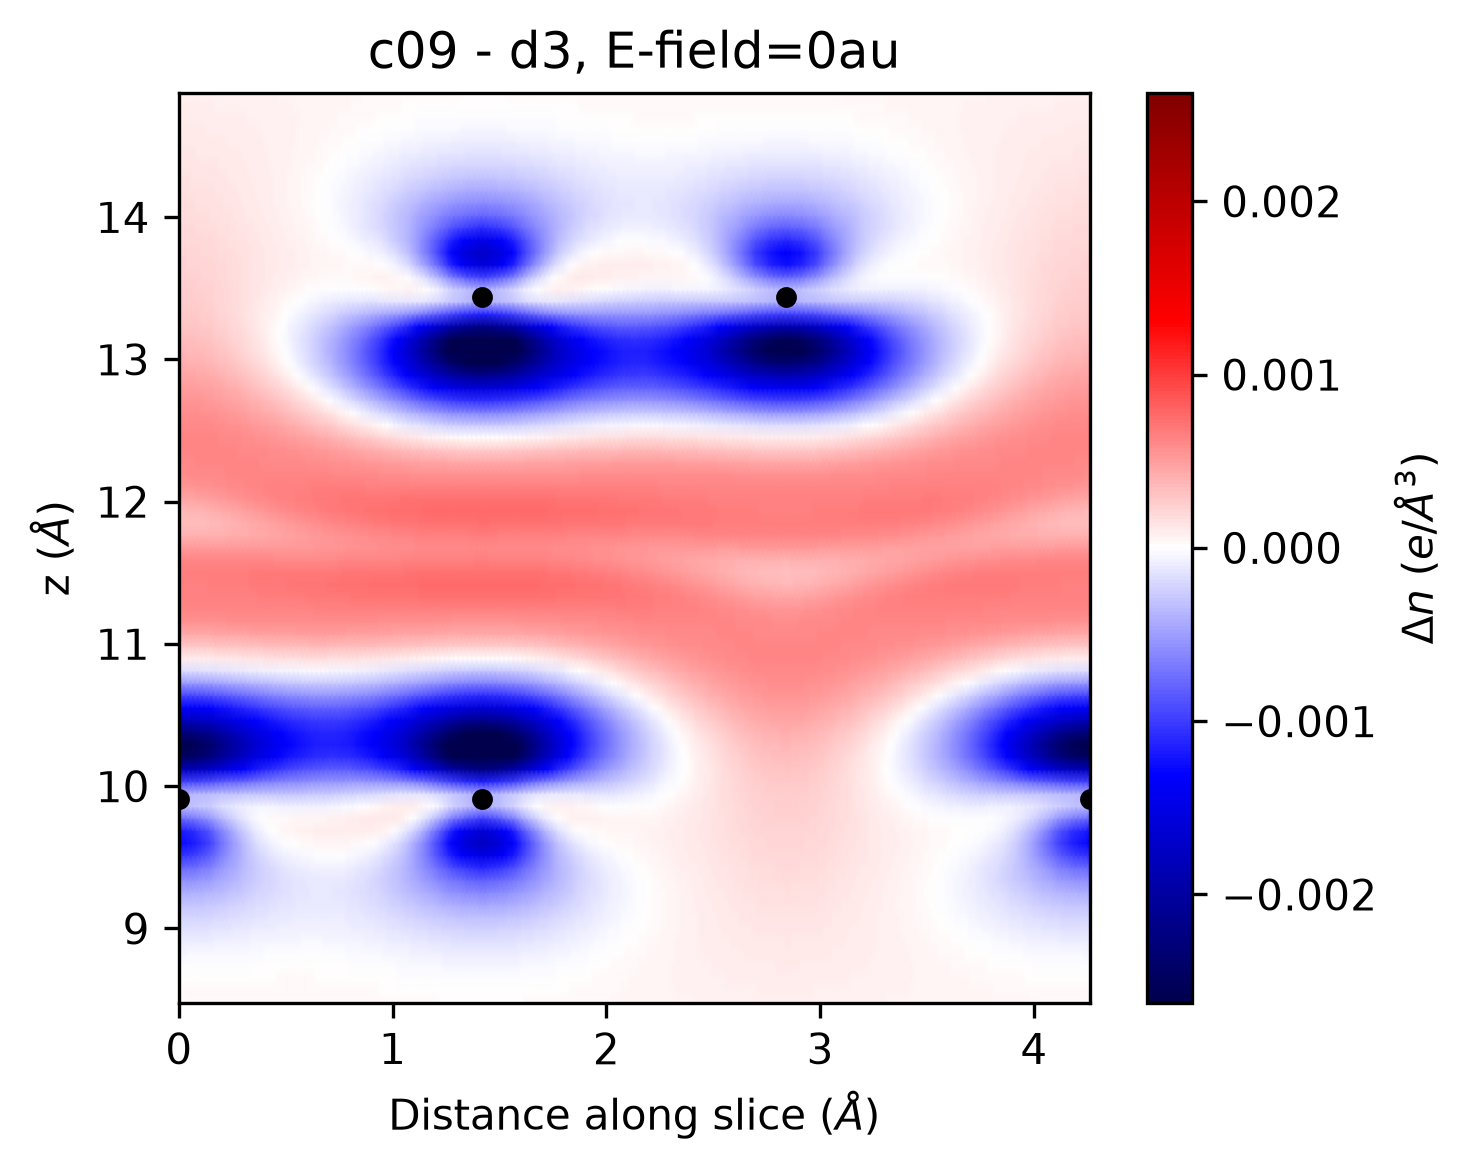 c09 - d3, E-field=0au
14
13
12
11
10
9
z (Å)
0 1 2 3 4
Distance along slice (Å)
0.002
0.001
0.000
−0.001
−0.002
Δn (e/Å³)